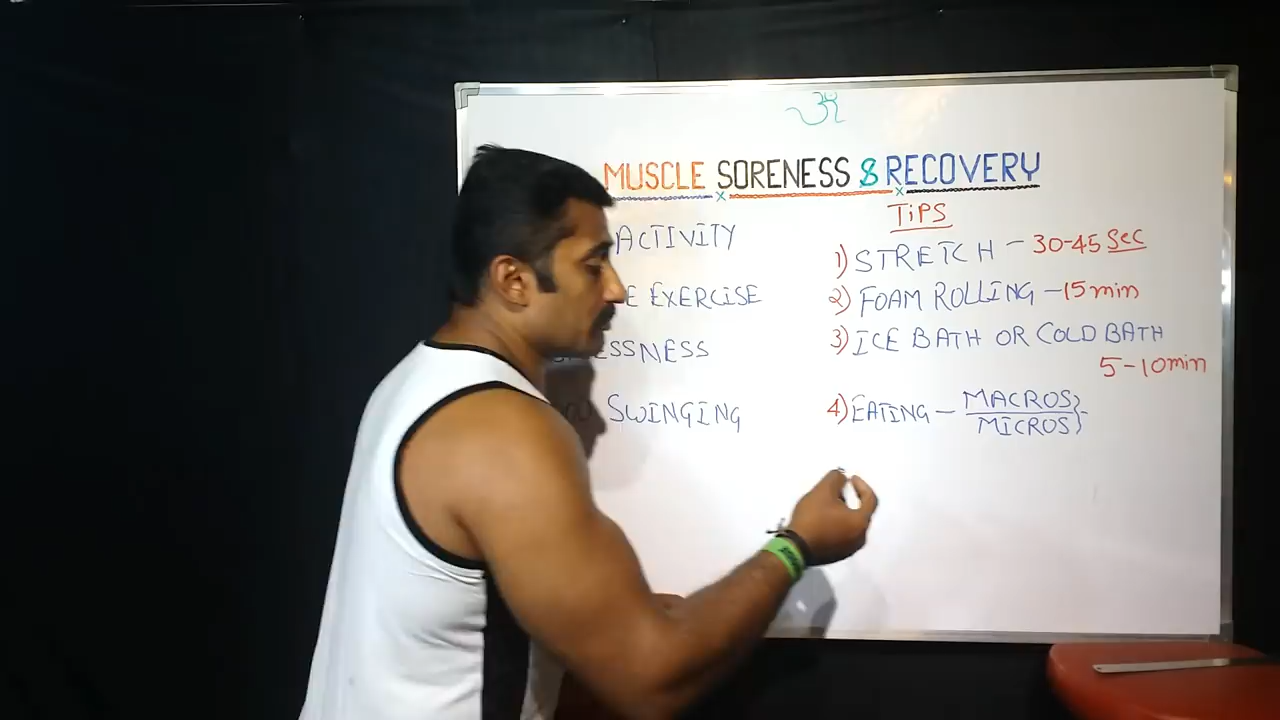 ॐ
MUSCLE SORENESS & RECOVERY
ACTIVITY
EXERCISE
SWINGING
TiPS
1) STRETCH - 30-45 Sec
2) FOAM ROLLING - 15 min
3) ICE BATH OR COLD BATH
5-10 min
4) EATING - MACROS
MICROS